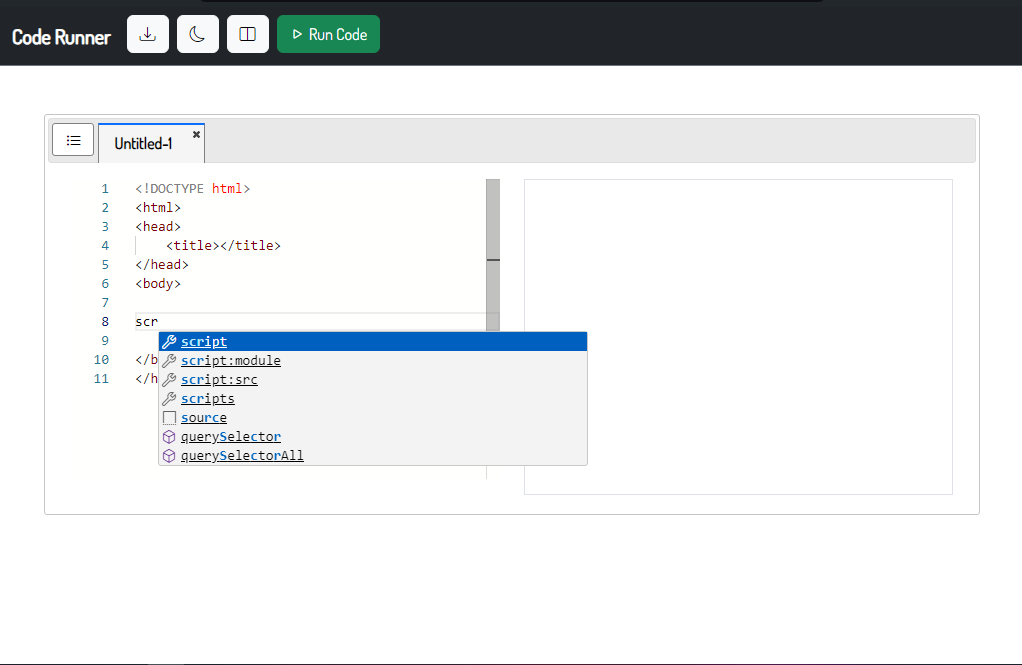 Code Runner
Run Code
Untitled-1
1 <!DOCTYPE html>
2 <html>
3 <head>
4 <title></title>
5 </head>
6 <body>
7
8 scr
9
10 </b
11 </h
script
script:module
script:src
scripts
source
querySelector
querySelectorAll